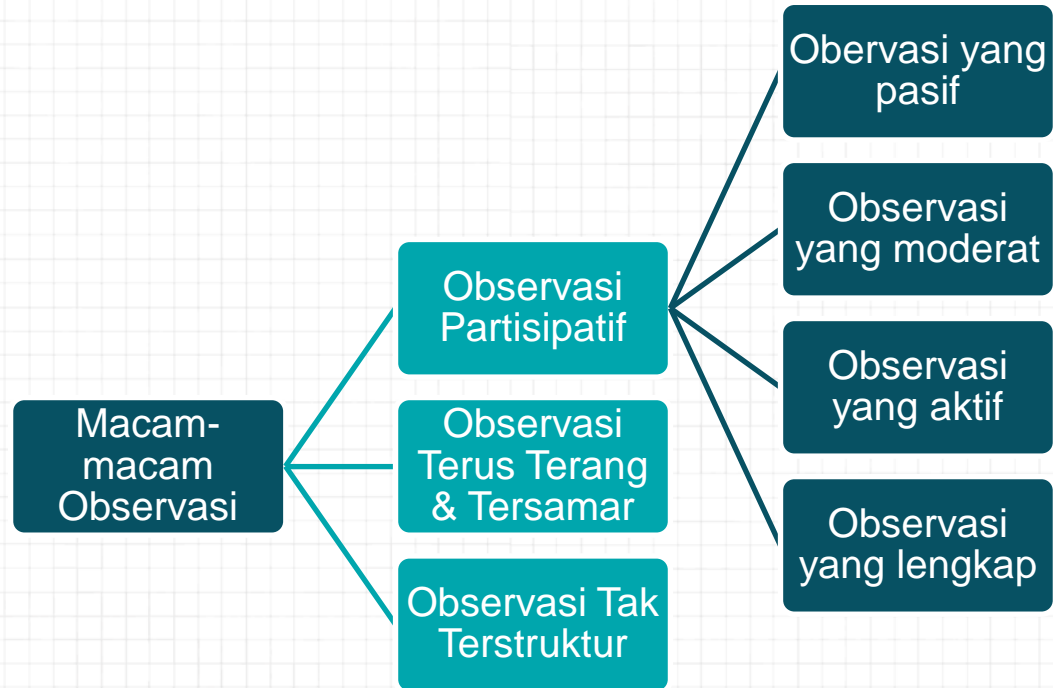 Macam-
macam
Observasi
Observasi
Partisipatif
Observasi
Terus Terang
& Tersamar
Observasi Tak
Terstruktur
Obervasi yang
pasif
Observasi
yang moderat
Observasi
yang aktif
Observasi
yang lengkap